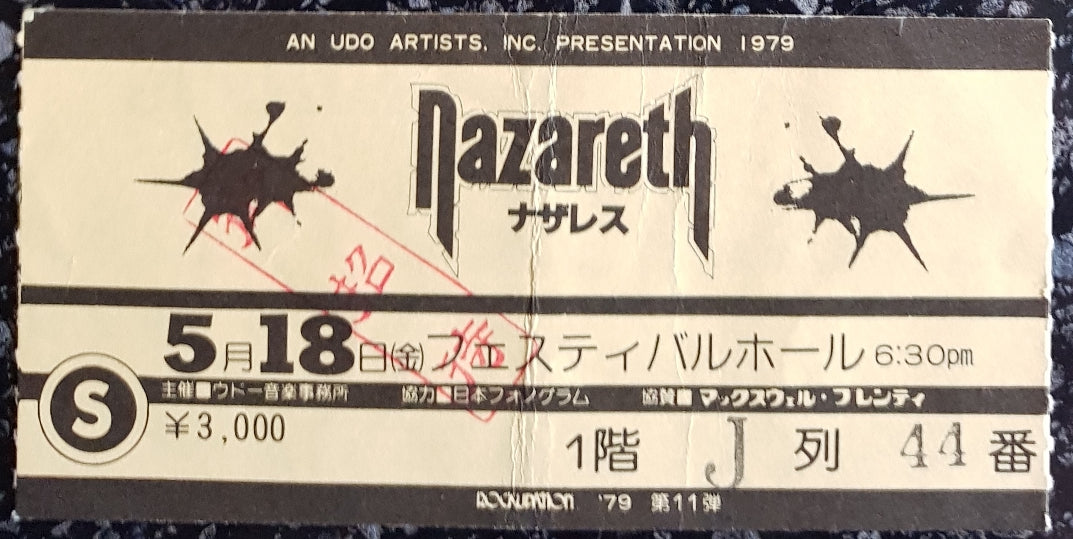 AN UDO ARTISTS, INC. PRESENTATION 1979
nazareth
ナザレス
5月18日(金)フェスティバルホール 6:30pm
S
主催■ウドー音楽事務所 協力■日本フォノグラム 協賛■マックスウェル・フレンティ
¥3,000
1階 J 列 44 番
ROCKUPATION '79 第11弾
招